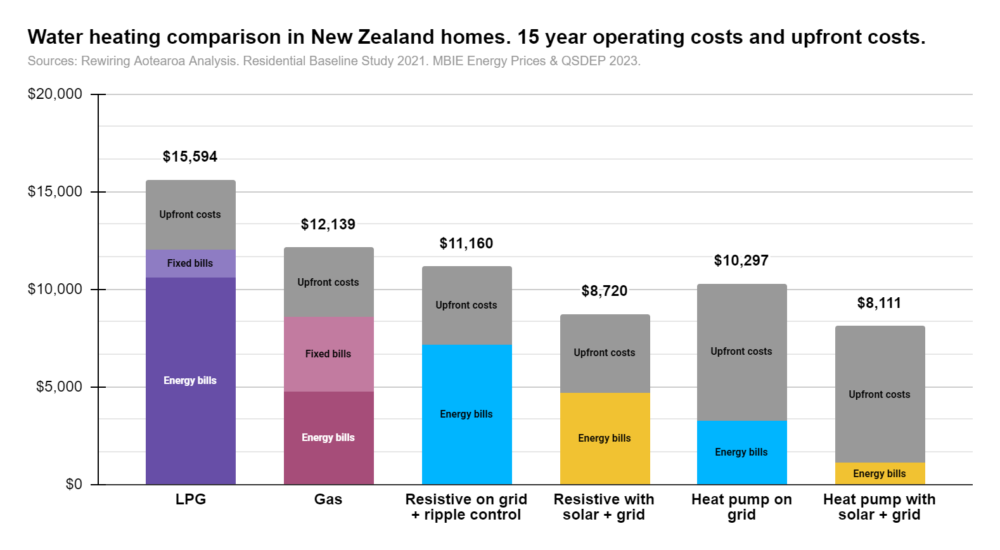 Water heating comparison in New Zealand homes. 15 year operating costs and upfront costs.
Sources: Rewiring Aotearoa Analysis. Residential Baseline Study 2021. MBIE Energy Prices & QSDEP 2023.
$20,000
$15,000
$10,000
$5,000
$0
$15,594
Upfront costs
Fixed bills
Energy bills
LPG
$12,139
Upfront costs
Fixed bills
Energy bills
Gas
$11,160
Upfront costs
Energy bills
Resistive on grid
+ ripple control
$8,720
Upfront costs
Energy bills
Resistive with
solar + grid
$10,297
Upfront costs
Energy bills
Heat pump on
grid
$8,111
Upfront costs
Energy bills
Heat pump with
solar + grid